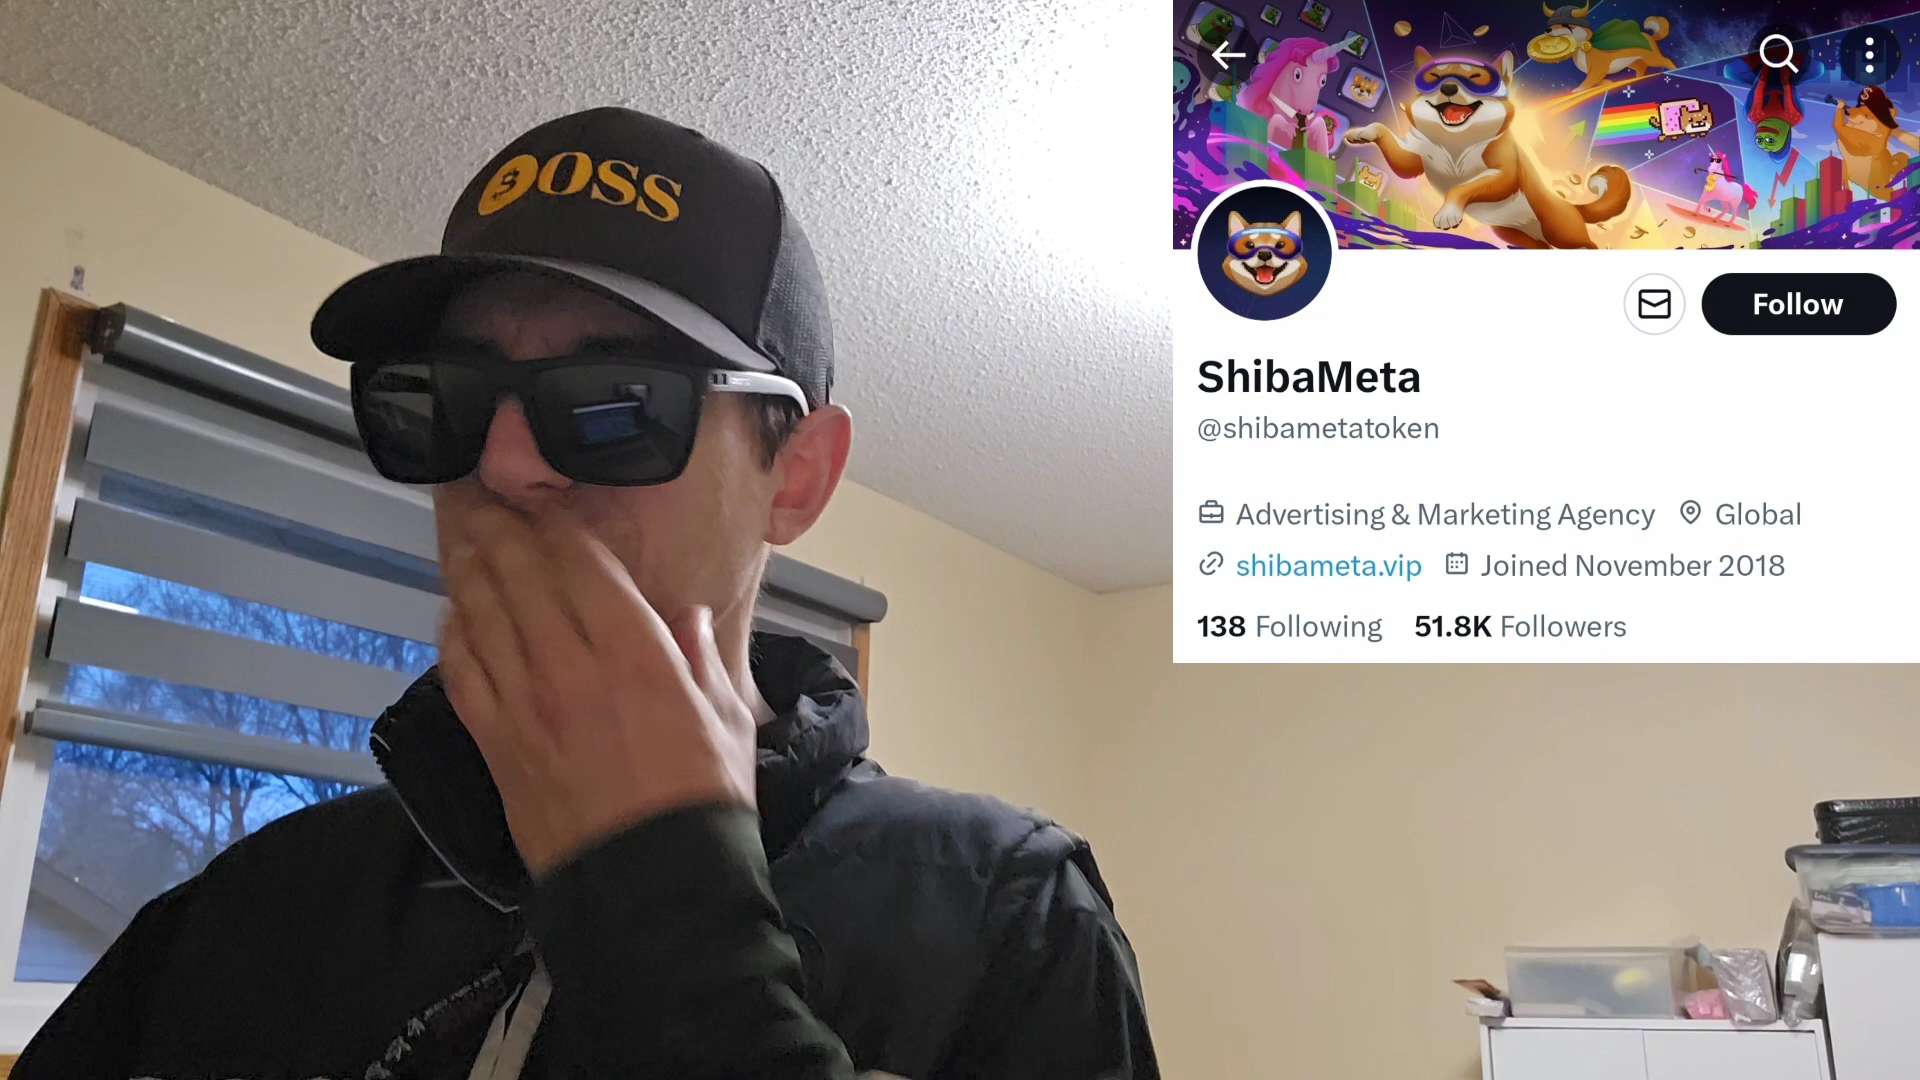 BOSS
Follow
ShibaMeta
@shibametatoken
Advertising & Marketing Agency Global
shibameta.vip Joined November 2018
138 Following 51.8K Followers